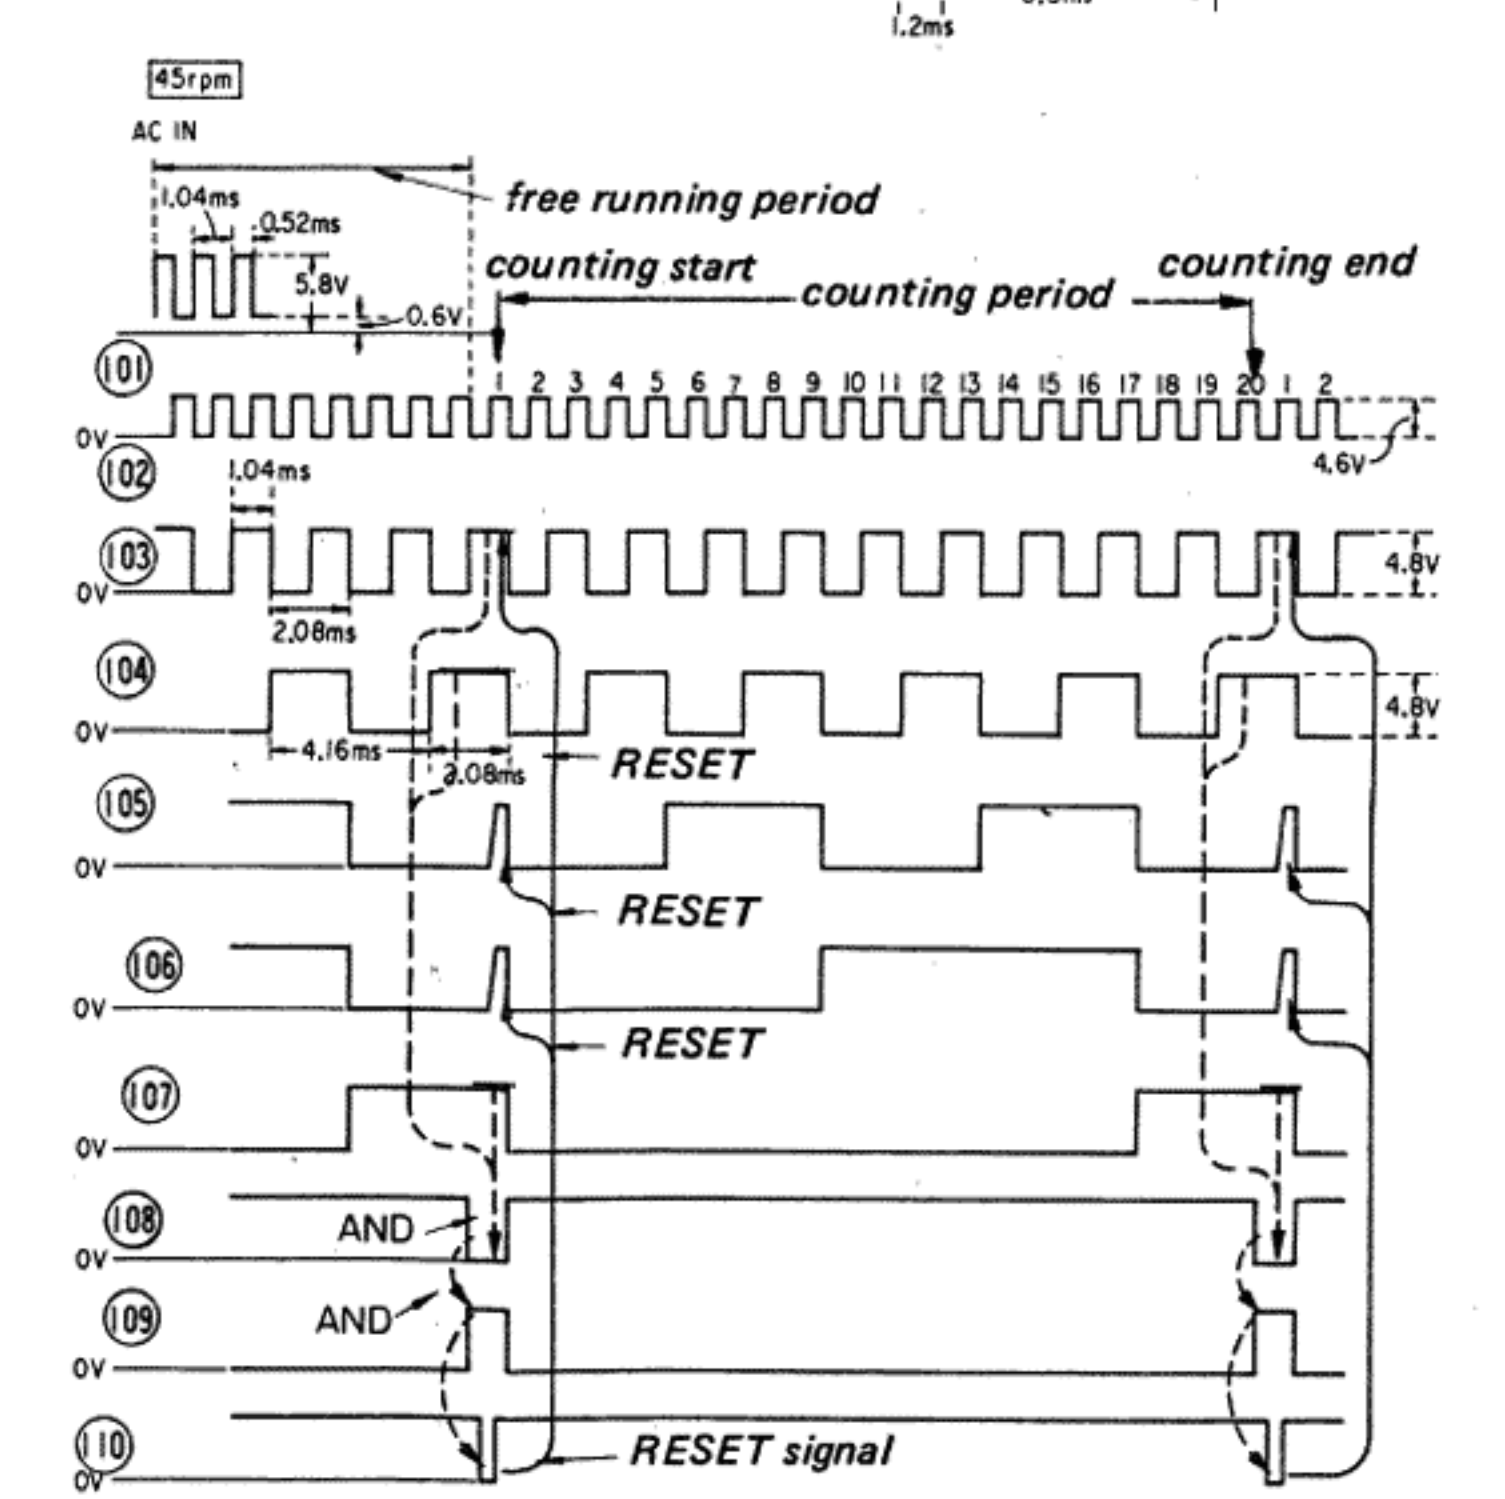 1.2ms
45rpm
AC IN
free running period
1.04ms
0.52ms
counting start
counting end
5.8V
counting period
0.6V
101
1 2 3 4 5 6 7 8 9 10 11 12 13 14 15 16 17 18 19 20 1 2
0V
4.6V
102
1.04ms
103
4.8V
0V
2.08ms
104
4.8V
0V
4.16ms
RESET
2.08ms
105
0V
RESET
106
0V
RESET
107
0V
108
AND
0V
109
AND
0V
110
RESET signal
0V